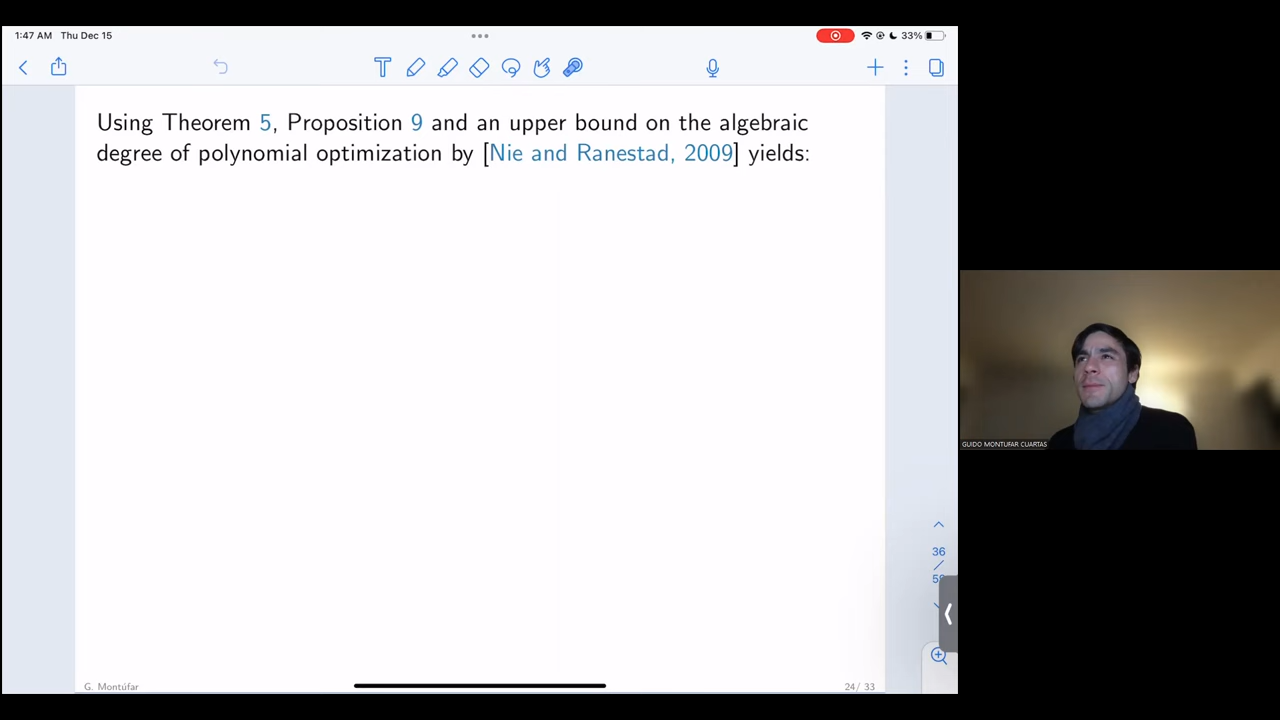 1:47 AM Thu Dec 15
33%
Using Theorem 5, Proposition 9 and an upper bound on the algebraic
degree of polynomial optimization by [Nie and Ranestad, 2009] yields:
GUIDO MONTUFAR CUARTAS
36
G. Montúfar
24/ 33